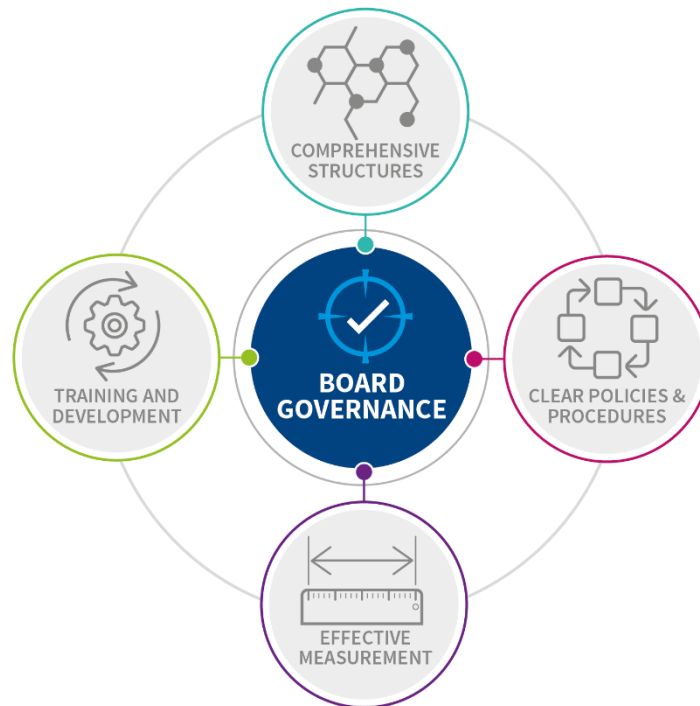 COMPREHENSIVE
STRUCTURES
TRAINING AND
DEVELOPMENT
BOARD
GOVERNANCE
CLEAR POLICIES &
PROCEDURES
EFFECTIVE
MEASUREMENT